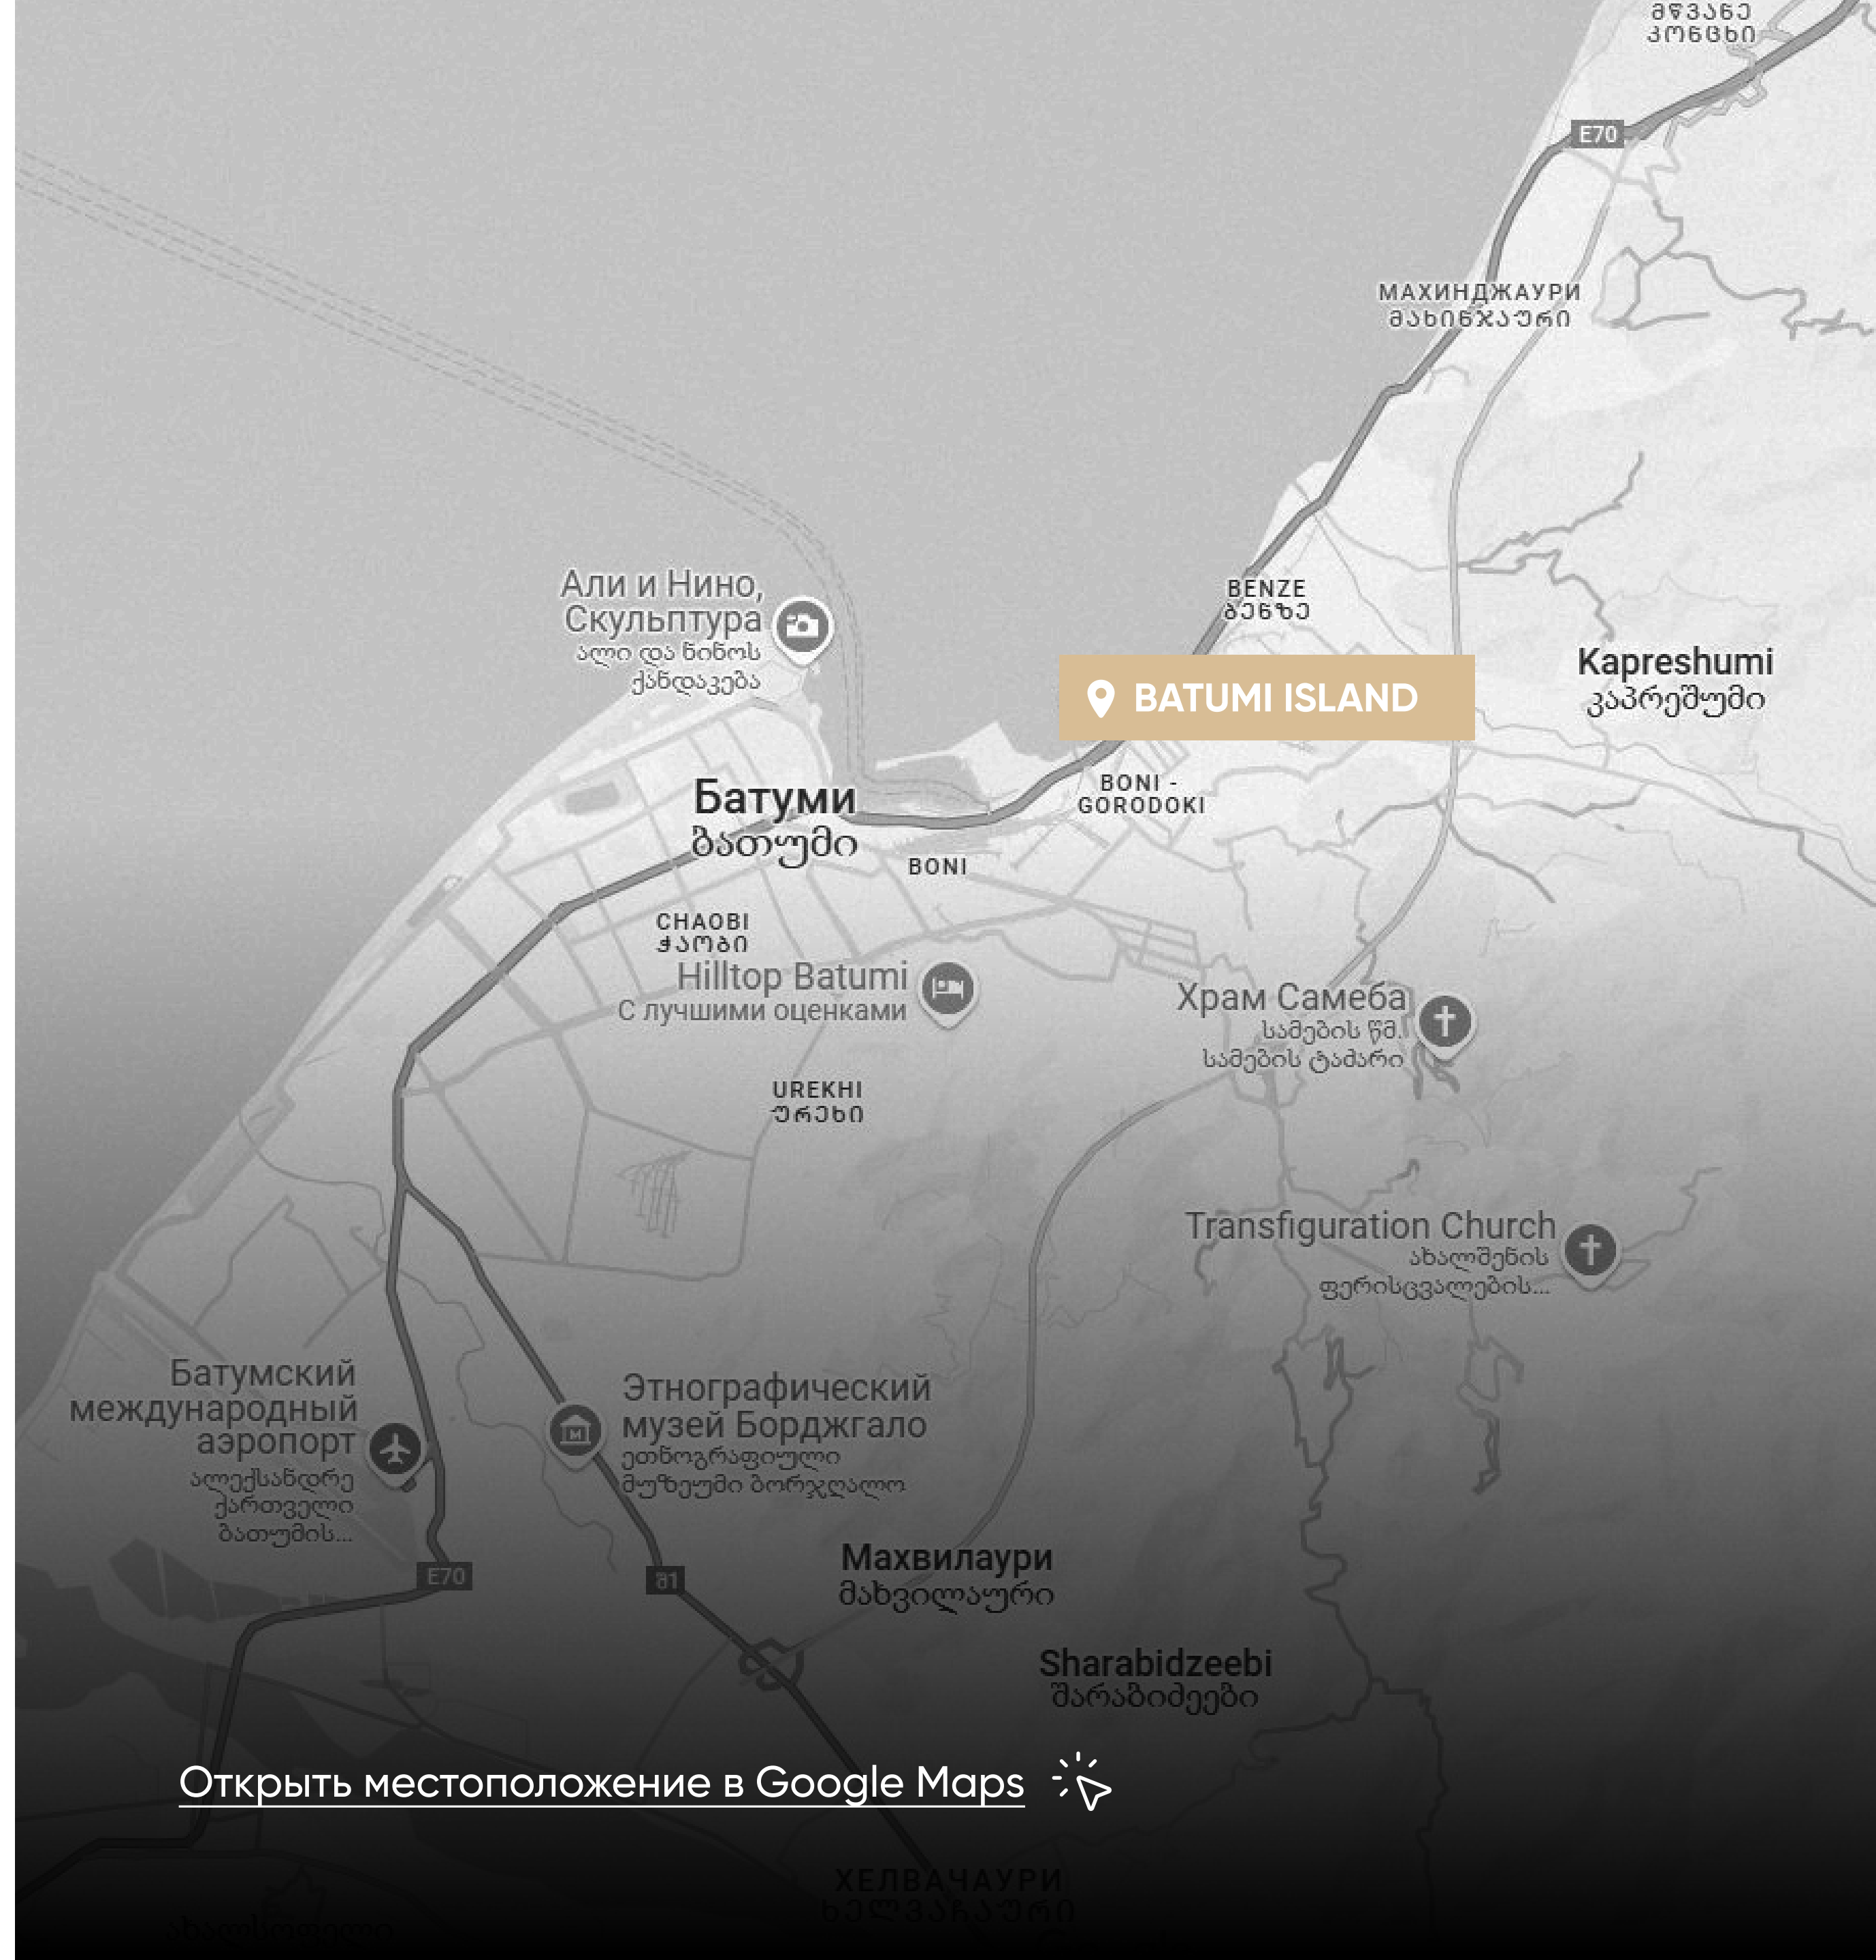 მწვანე
კონცხი
E70
МАХИНДЖАУРИ
მახინჯაური
Али и Нино,
Скульптура
ალი და ნინოს
ქანდაკება
BENZE
ბენზე
Kapreshumi
კაპრეშუმი
BATUMI ISLAND
Батуми
ბათუმი
BONI -
GORODOKI
BONI
CHAOBI
ჭაობი
Hilltop Batumi
С лучшими оценками
Храм Самеба
სამების წმ.
სამების ტაძარი
UREKHI
ურეხი
Transfiguration Church
ახალშენის
ფერისცვალების...
Батумский
международный
аэропорт
ალექსანდრე
ქართველი
ბათუმის...
Этнографический
музей Борджгало
ეთნოგრაფიული
მუზეუმი ბორჯღალო
E70
შ1
Махвилаури
მახვილაური
Sharabidzeebi
შარაბიძეები
Открыть местоположение в Google Maps
ХЕЛВАЧАУРИ
ხელვაჩაური
ახალსოფელი